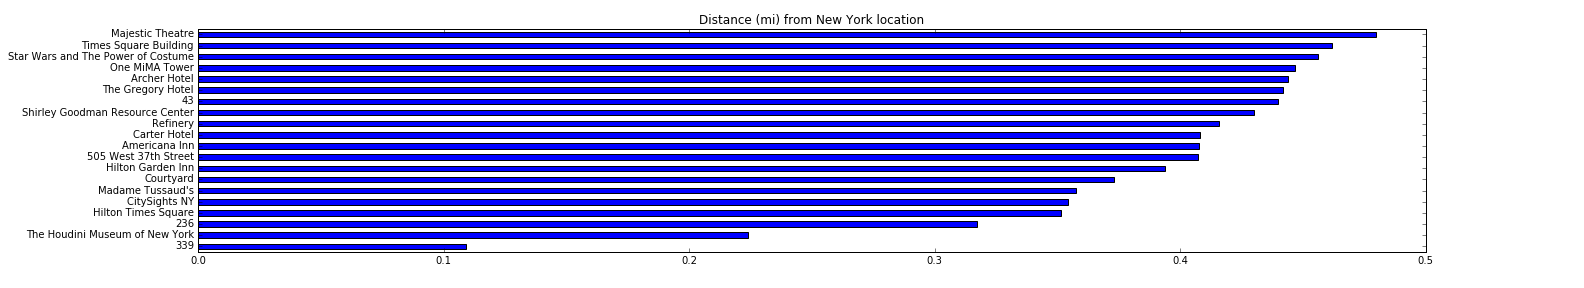 Distance (mi) from New York location
Majestic Theatre
Times Square Building
Star Wars and The Power of Costume
One MiMA Tower
Archer Hotel
The Gregory Hotel
43
Shirley Goodman Resource Center
Refinery
Carter Hotel
Americana Inn
505 West 37th Street
Hilton Garden Inn
Courtyard
Madame Tussaud's
CitySights NY
Hilton Times Square
236
The Houdini Museum of New York
339
0.0 0.1 0.2 0.3 0.4 0.5